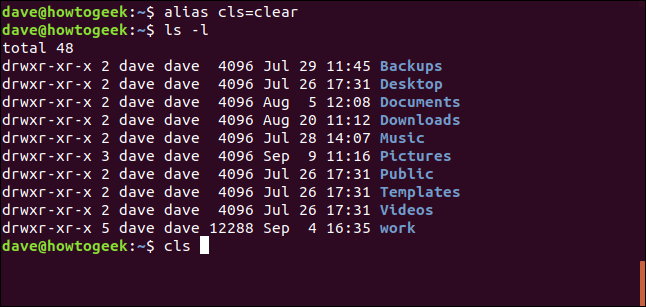 dave@howtogeek:~$ alias cls=clear
dave@howtogeek:~$ ls -l
total 48
drwxr-xr-x 2 dave dave  4096 Jul 29 11:45 Backups
drwxr-xr-x 2 dave dave  4096 Jul 26 17:31 Desktop
drwxr-xr-x 2 dave dave  4096 Aug  5 12:08 Documents
drwxr-xr-x 2 dave dave  4096 Aug 20 11:12 Downloads
drwxr-xr-x 2 dave dave  4096 Jul 28 14:07 Music
drwxr-xr-x 3 dave dave  4096 Sep  9 11:16 Pictures
drwxr-xr-x 2 dave dave  4096 Jul 26 17:31 Public
drwxr-xr-x 2 dave dave  4096 Jul 26 17:31 Templates
drwxr-xr-x 2 dave dave  4096 Jul 26 17:31 Videos
drwxr-xr-x 5 dave dave 12288 Sep  4 16:35 work
dave@howtogeek:~$ cls